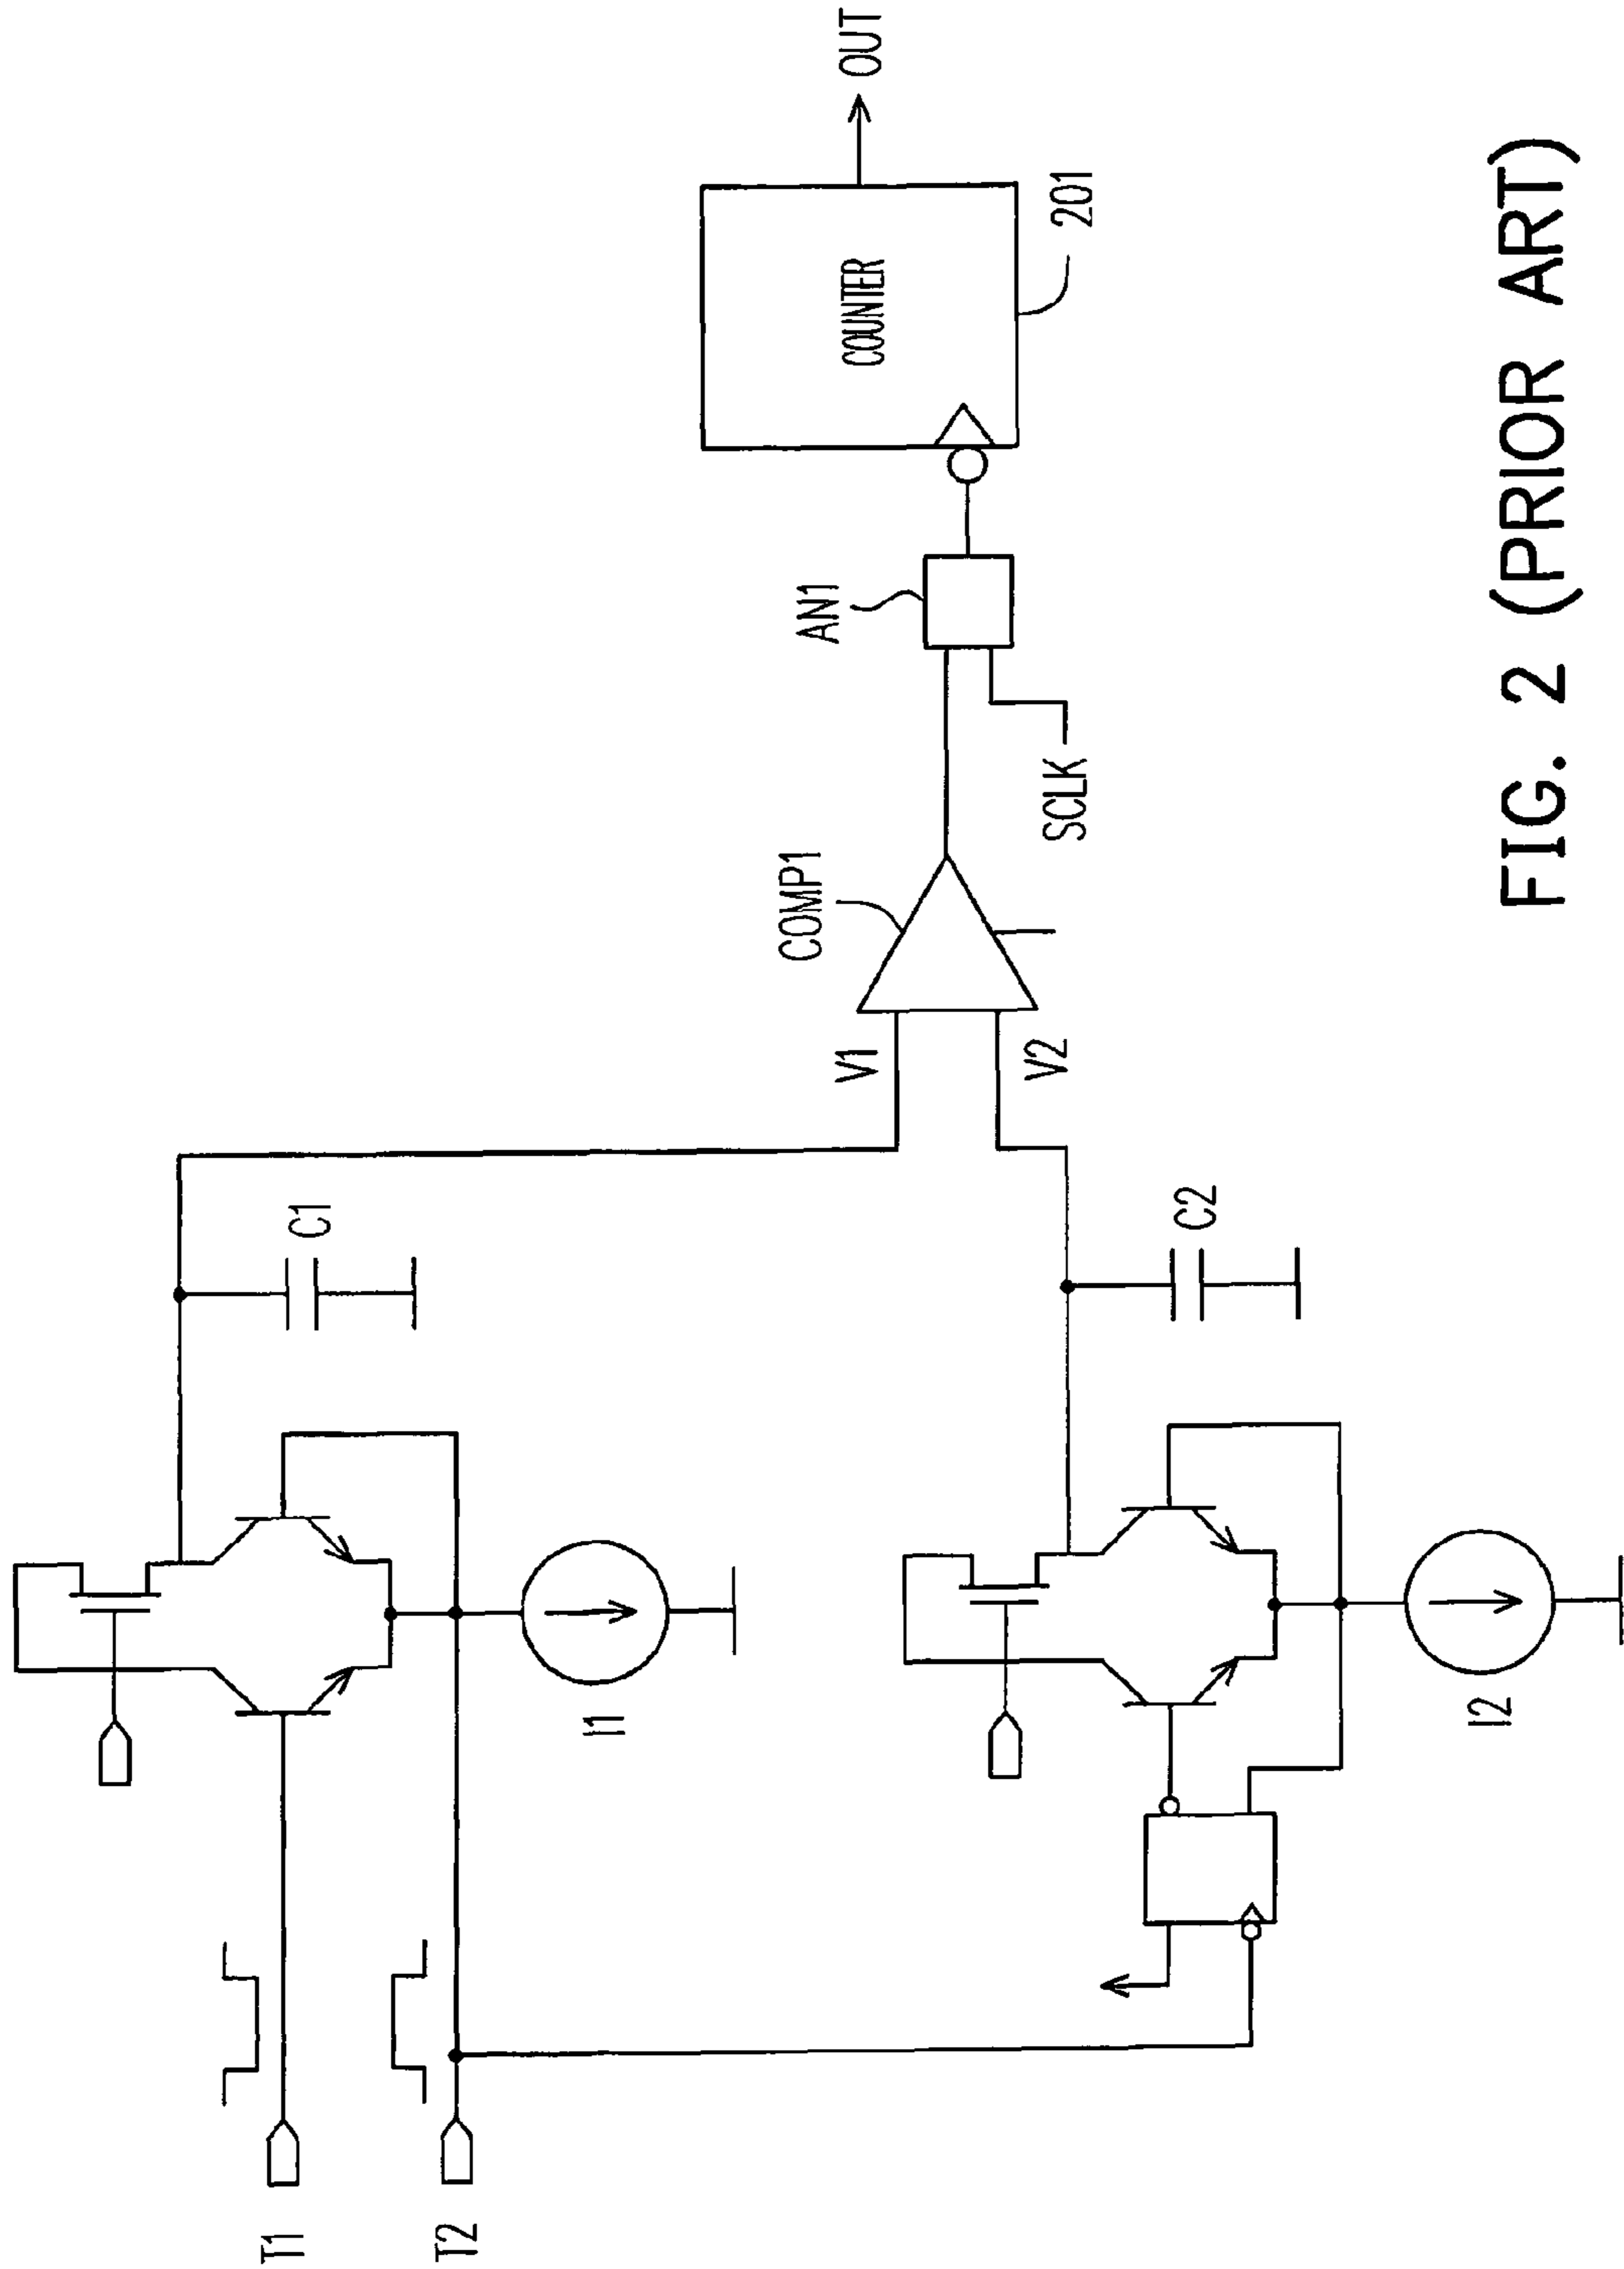 T1
T2
I1
I2
C1
C2
V1
V2
COMP1
SCLK
AN1
COUNTER
201
OUT
FIG. 2 (PRIOR ART)